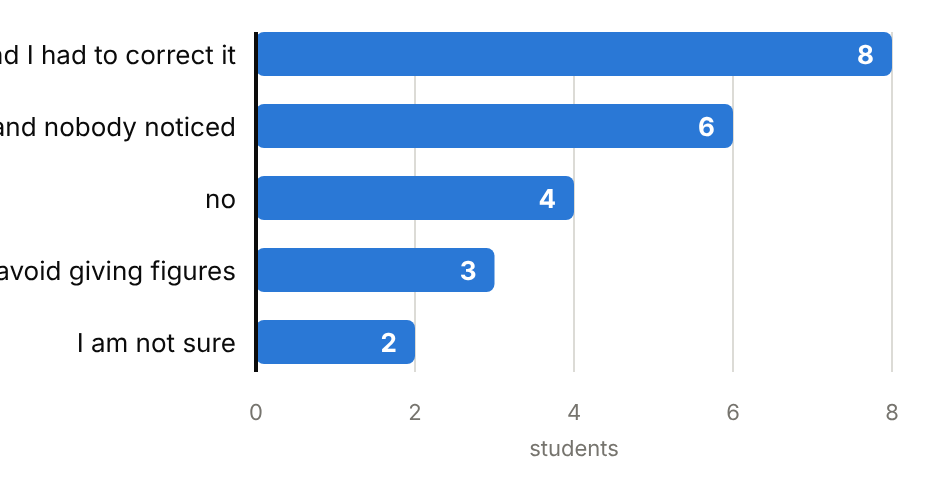 I had to correct it 8
and nobody noticed 6
no 4
avoid giving figures 3
I am not sure 2
0 2 4 6 8
students